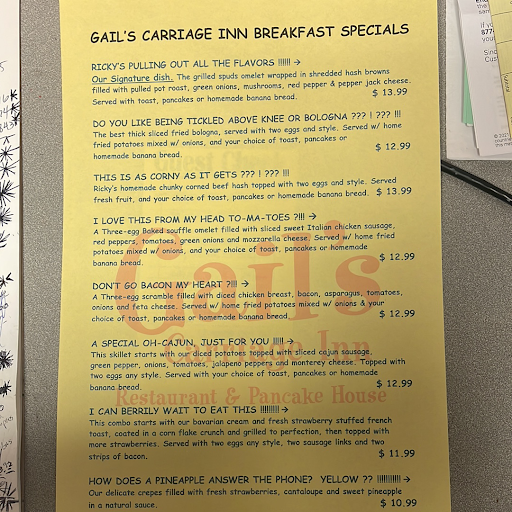 GAIL'S CARRIAGE INN BREAKFAST SPECIALS
RICKY'S PULLING OUT ALL THE FLAVORS !!!!!! →
Our Signature dish. The grilled spuds omelet wrapped in shredded hash browns
filled with pulled pot roast, green onions, mushrooms, red pepper & pepper jack cheese.
Served with toast, pancakes or homemade banana bread. $ 13.99
DO YOU LIKE BEING TICKLED ABOVE KNEE OR BOLOGNA ??? ! ??? !!!
The best thick sliced fried bologna, served with two eggs and style. Served w/ home
fried potatoes mixed w/ onions, and your choice of toast, pancakes or
homemade banana bread. $ 12.99
THIS IS AS CORNY AS IT GETS ??? ! ??? !!!
Ricky's homemade chunky corned beef hash topped with two eggs and style. Served
fresh fruit, and your choice of toast, pancakes or homemade banana bread. $ 13.99
I LOVE THIS FROM MY HEAD TO-MA-TOES ?!!! →
A Three-egg Baked souffle omelet filled with sliced sweet Italian chicken sausage,
red peppers, tomatoes, green onions and mozzarella cheese. Served w/ home fried
potatoes mixed w/ onions, and your choice of toast, pancakes or homemade
banana bread. $ 12.99
DON'T GO BACON MY HEART ?!!! →
A Three-egg scramble filled with diced chicken breast, bacon, asparagus, tomatoes,
onions and feta cheese. Served w/ home fried potatoes mixed w/ onions & your
choice of toast, pancakes or homemade banana bread $ 12.99
A SPECIAL OH-CAJUN, JUST FOR YOU !!!!! →
This skillet starts with our diced potatoes topped with sliced cajun sausage,
green pepper, onions, tomatoes, jalapeno pepper and monterey cheese. Topped with
two eggs any style. Served with your choice of toast, pancakes or homemade
banana bread. $ 12.99
Gail's
Carriage Inn
Restaurant & Pancake House
I CAN BERRILY WAIT TO EAT THIS !!!!!!!!! →
This combo starts with our bavarian cream and fresh strawberry stuffed french
toast, coated in a corn flake crunch and grilled to perfection, then topped with
more strawberries. Served with two eggs any style, two sausage links and two
strips of bacon. $ 11.99
HOW DOES A PINEAPPLE ANSWER THE PHONE? YELLOW ?? !!!!!!!!!!! →
Our delicate crepes filled with fresh strawberries, cantaloupe and sweet pineapple
in a natural sauce. $ 10.99